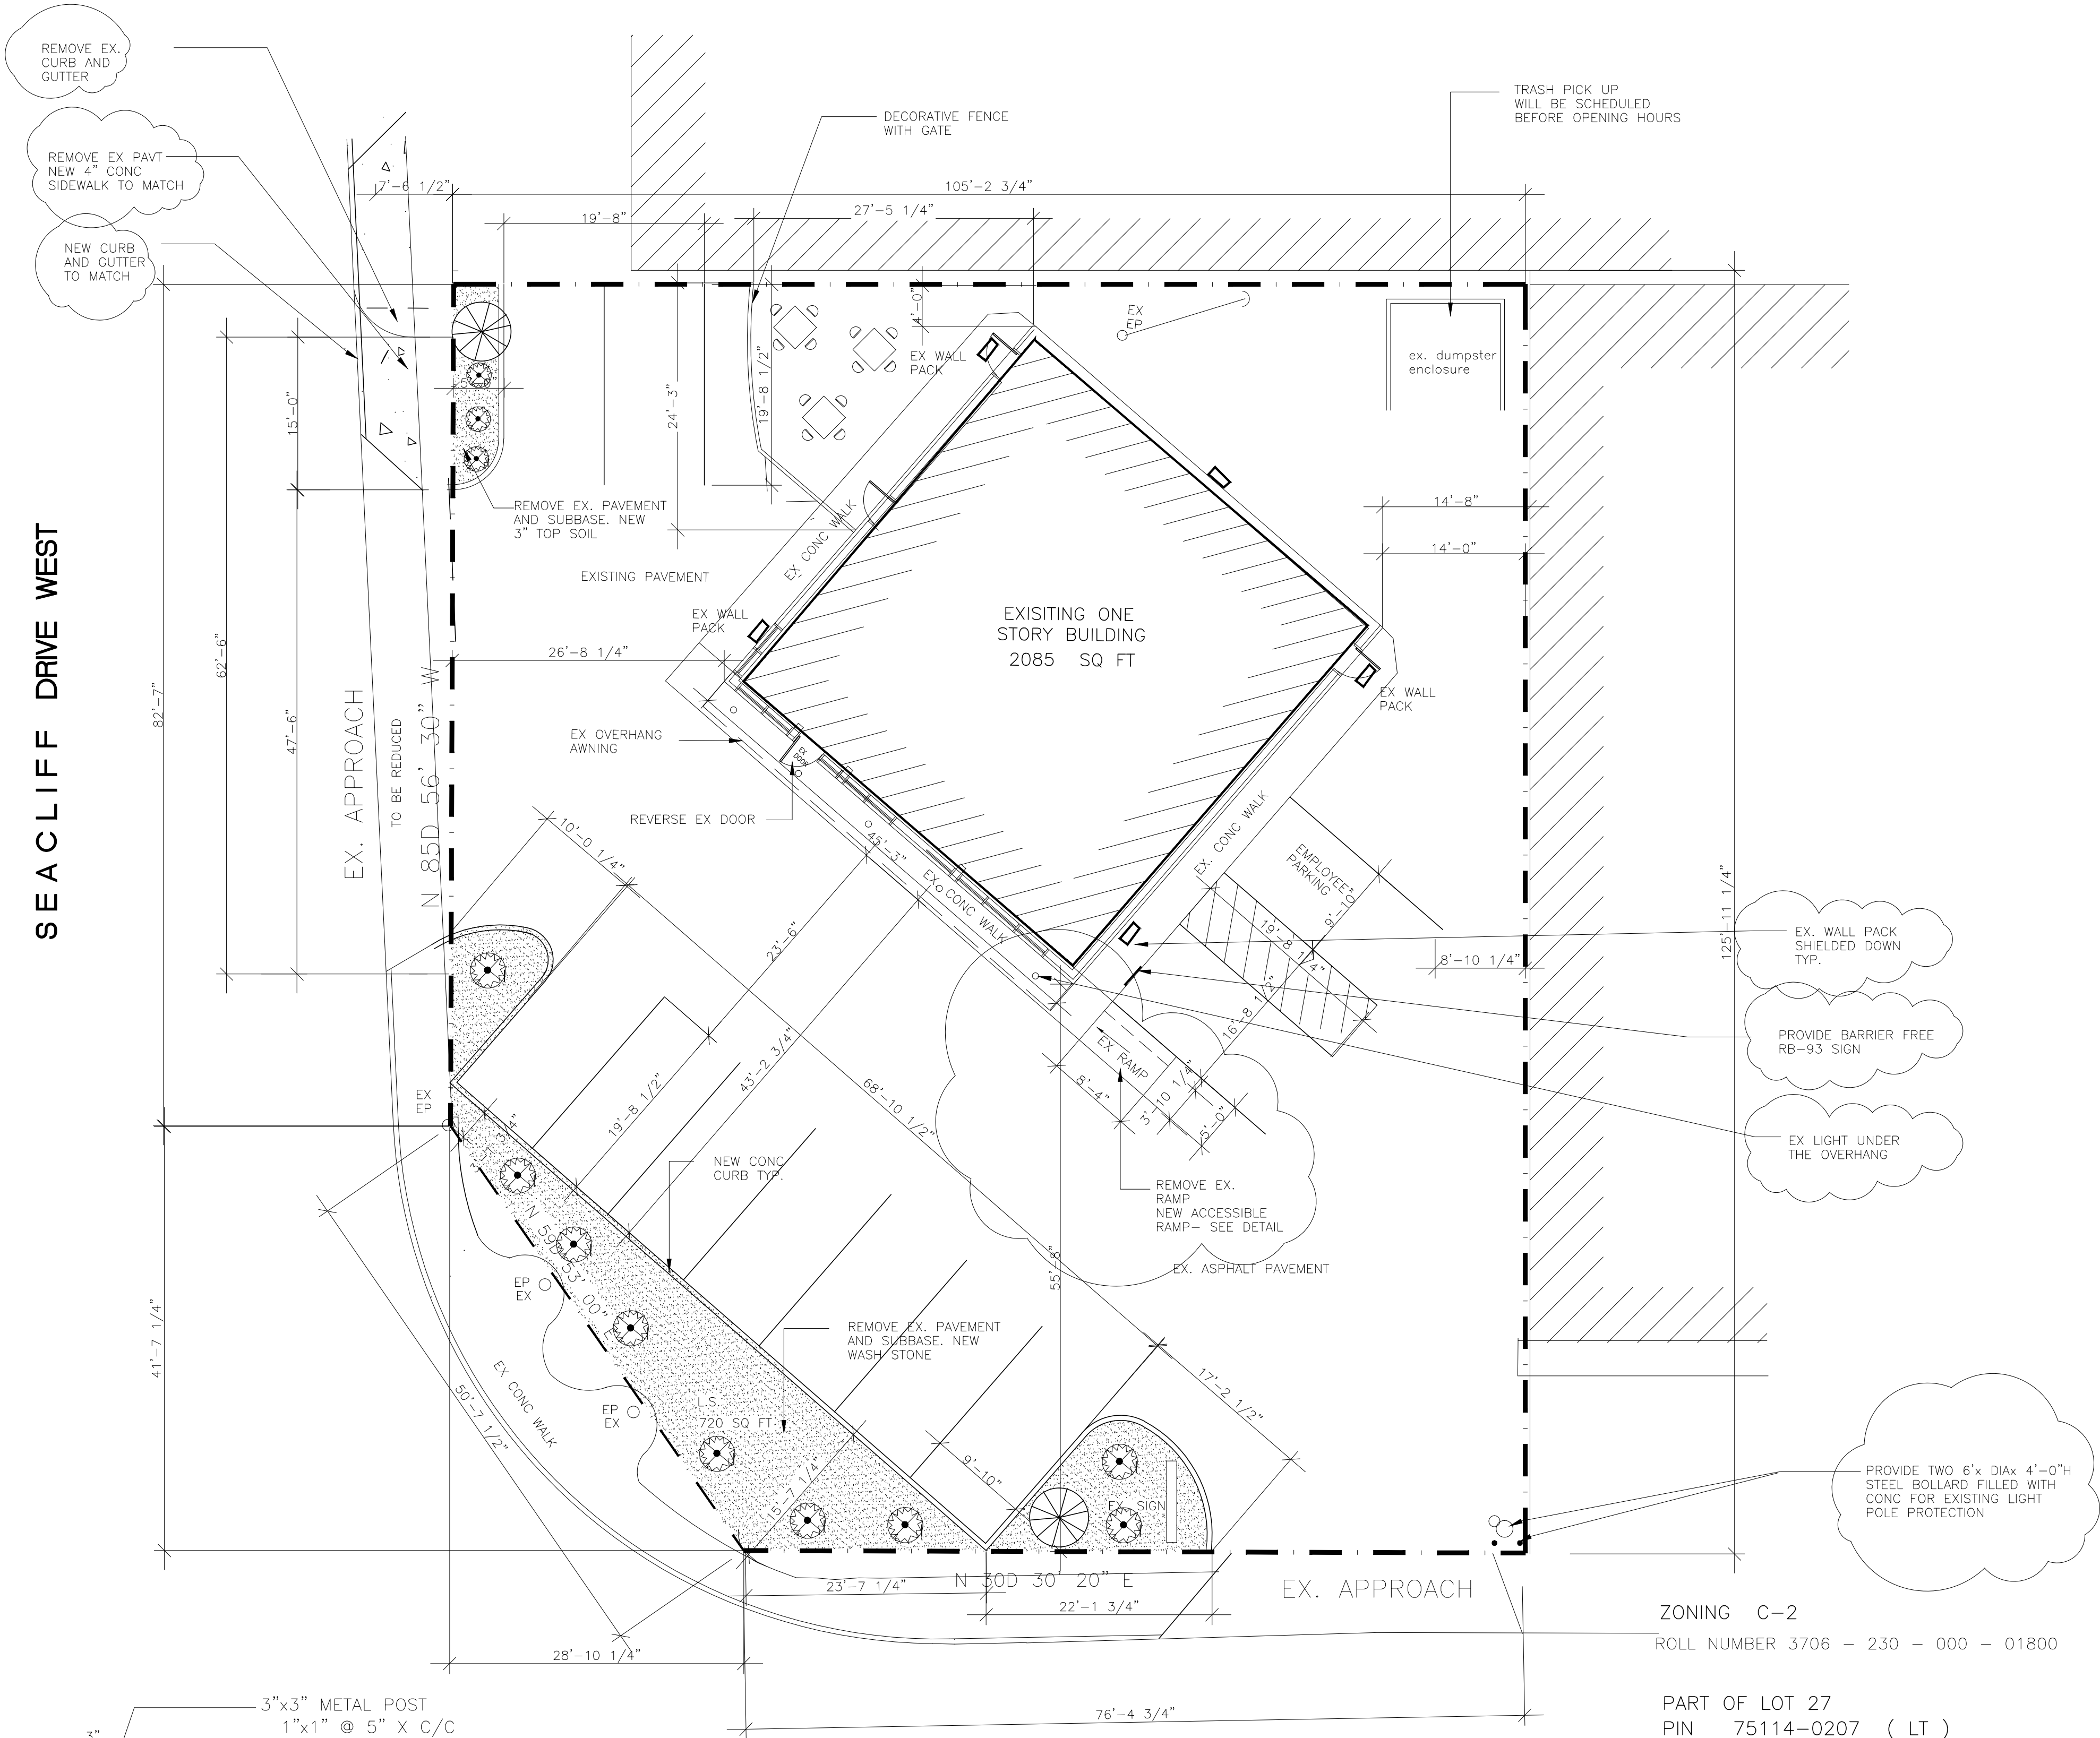 REMOVE EX.
CURB AND
GUTTER
REMOVE EX PAVT
NEW 4" CONC
SIDEWALK TO MATCH
NEW CURB
AND GUTTER
TO MATCH
DECORATIVE FENCE
WITH GATE
TRASH PICK UP
WILL BE SCHEDULED
BEFORE OPENING HOURS
7'-6 1/2"
105'-2 3/4"
19'-8"
27'-5 1/4"
4'-0"
EX
EP
EX WALL
PACK
ex. dumpster
enclosure
15'-0"
24'-3"
19'-8 1/2"
REMOVE EX. PAVEMENT
AND SUBBASE. NEW
3" TOP SOIL
EX CONC WALK
14'-8"
14'-0"
EXISTING PAVEMENT
EX WALL
PACK
EXISITING ONE
STORY BUILDING
2085 SQ FT
SEACLIFF DRIVE WEST
82'-7"
62'-6"
47'-6"
26'-8 1/4"
EX. APPROACH
TO BE REDUCED
N 85D 56' 30" W
EX WALL
PACK
EX OVERHANG
AWNING
EX
DOOR
REVERSE EX DOOR
10'-0 1/4"
45'-3"
EX. CONC WALK
EX CONC WALK
EMPLOYEE
PARKING
9'-10"
19'-8 1/4"
8'-10 1/4"
125'-11 1/4"
EX. WALL PACK
SHIELDED DOWN
TYP.
PROVIDE BARRIER FREE
RB-93 SIGN
EX LIGHT UNDER
THE OVERHANG
23'-6"
43'-2 3/4"
19'-8 1/2"
68'-10 1/2"
16'-8 1/2"
EX RAMP
8'-4"
3'-10 1/4"
5'-0"
EX
EP
NEW CONC
CURB TYP.
REMOVE EX.
RAMP
NEW ACCESSIBLE
RAMP- SEE DETAIL
EX. ASPHALT PAVEMENT
55'-8"
N 59D 53' 00" E
EP
EX
REMOVE EX. PAVEMENT
AND SUBBASE. NEW
WASH STONE
41'-7 1/4"
50'-7 1/2"
EX CONC WALK
EP
EX
L.S.
720 SQ FT
15'-7 1/4"
9'-10"
17'-2 1/2"
EX. SIGN
PROVIDE TWO 6'x DIAx 4'-0"H
STEEL BOLLARD FILLED WITH
CONC FOR EXISTING LIGHT
POLE PROTECTION
23'-7 1/4"
N 30D 30' 20" E
22'-1 3/4"
EX. APPROACH
28'-10 1/4"
76'-4 3/4"
ZONING C-2
ROLL NUMBER 3706 - 230 - 000 - 01800
PART OF LOT 27
PIN 75114-0207 ( LT )
3"x3" METAL POST
1"x1" @ 5" X C/C
3"